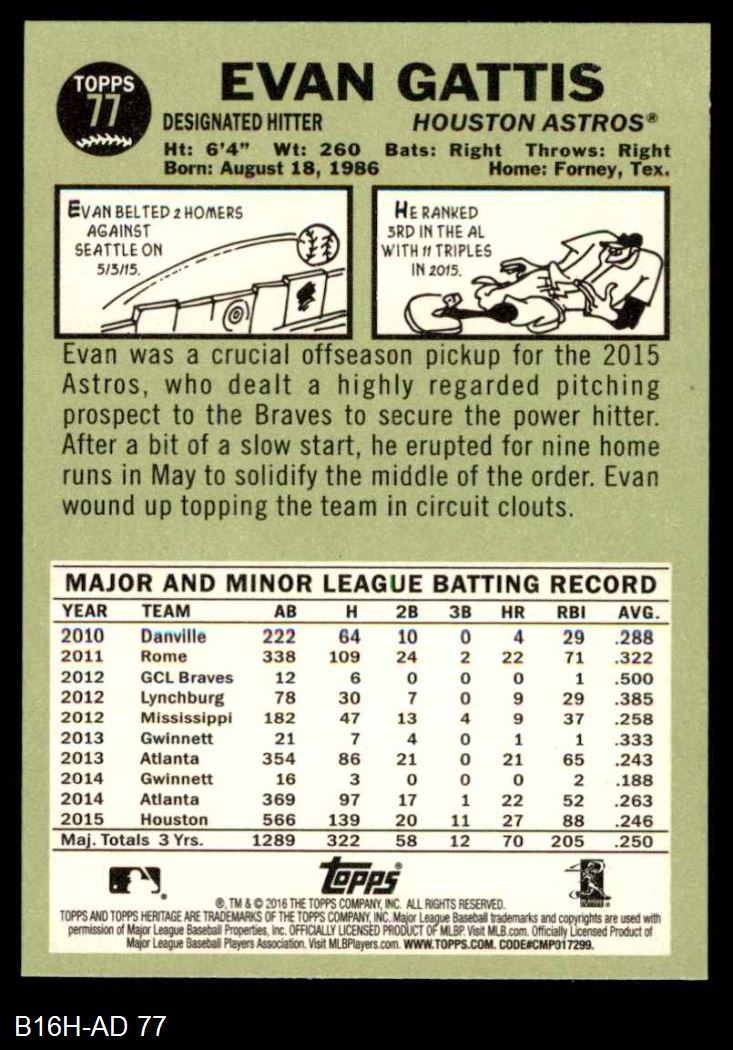 TOPPS
77
EVAN GATTIS
DESIGNATED HITTER HOUSTON ASTROS®
Ht: 6'4" Wt: 260 Bats: Right Throws: Right
Born: August 18, 1986 Home: Forney, Tex.
EVAN BELTED 2 HOMERS
AGAINST
SEATTLE ON
5/3/15.
HE RANKED
3RD IN THE AL
WITH 11 TRIPLES
IN 2015.
Evan was a crucial offseason pickup for the 2015
Astros, who dealt a highly regarded pitching
prospect to the Braves to secure the power hitter.
After a bit of a slow start, he erupted for nine home
runs in May to solidify the middle of the order. Evan
wound up topping the team in circuit clouts.
MAJOR AND MINOR LEAGUE BATTING RECORD
YEAR TEAM AB H 2B 3B HR RBI AVG.
2010 Danville 222 64 10 0 4 29 .288
2011 Rome 338 109 24 2 22 71 .322
2012 GCL Braves 12 6 0 0 0 1 .500
2012 Lynchburg 78 30 7 0 9 29 .385
2012 Mississippi 182 47 13 4 9 37 .258
2013 Gwinnett 21 7 4 0 1 1 .333
2013 Atlanta 354 86 21 0 21 65 .243
2014 Gwinnett 16 3 0 0 0 2 .188
2014 Atlanta 369 97 17 1 22 52 .263
2015 Houston 566 139 20 11 27 88 .246
Maj. Totals 3 Yrs. 1289 322 58 12 70 205 .250
topps®
®, TM & © 2016 THE TOPPS COMPANY, INC. ALL RIGHTS RESERVED.
TOPPS AND TOPPS HERITAGE ARE TRADEMARKS OF THE TOPPS COMPANY, INC. Major League Baseball trademarks and copyrights are used with
permission of Major League Baseball Properties, Inc. OFFICIALLY LICENSED PRODUCT OF MLBP. Visit MLB.com. Officially Licensed Product of
Major League Baseball Players Association. Visit MLBPlayers.com. WWW.TOPPS.COM. CODE#CMP017299.
B16H-AD 77